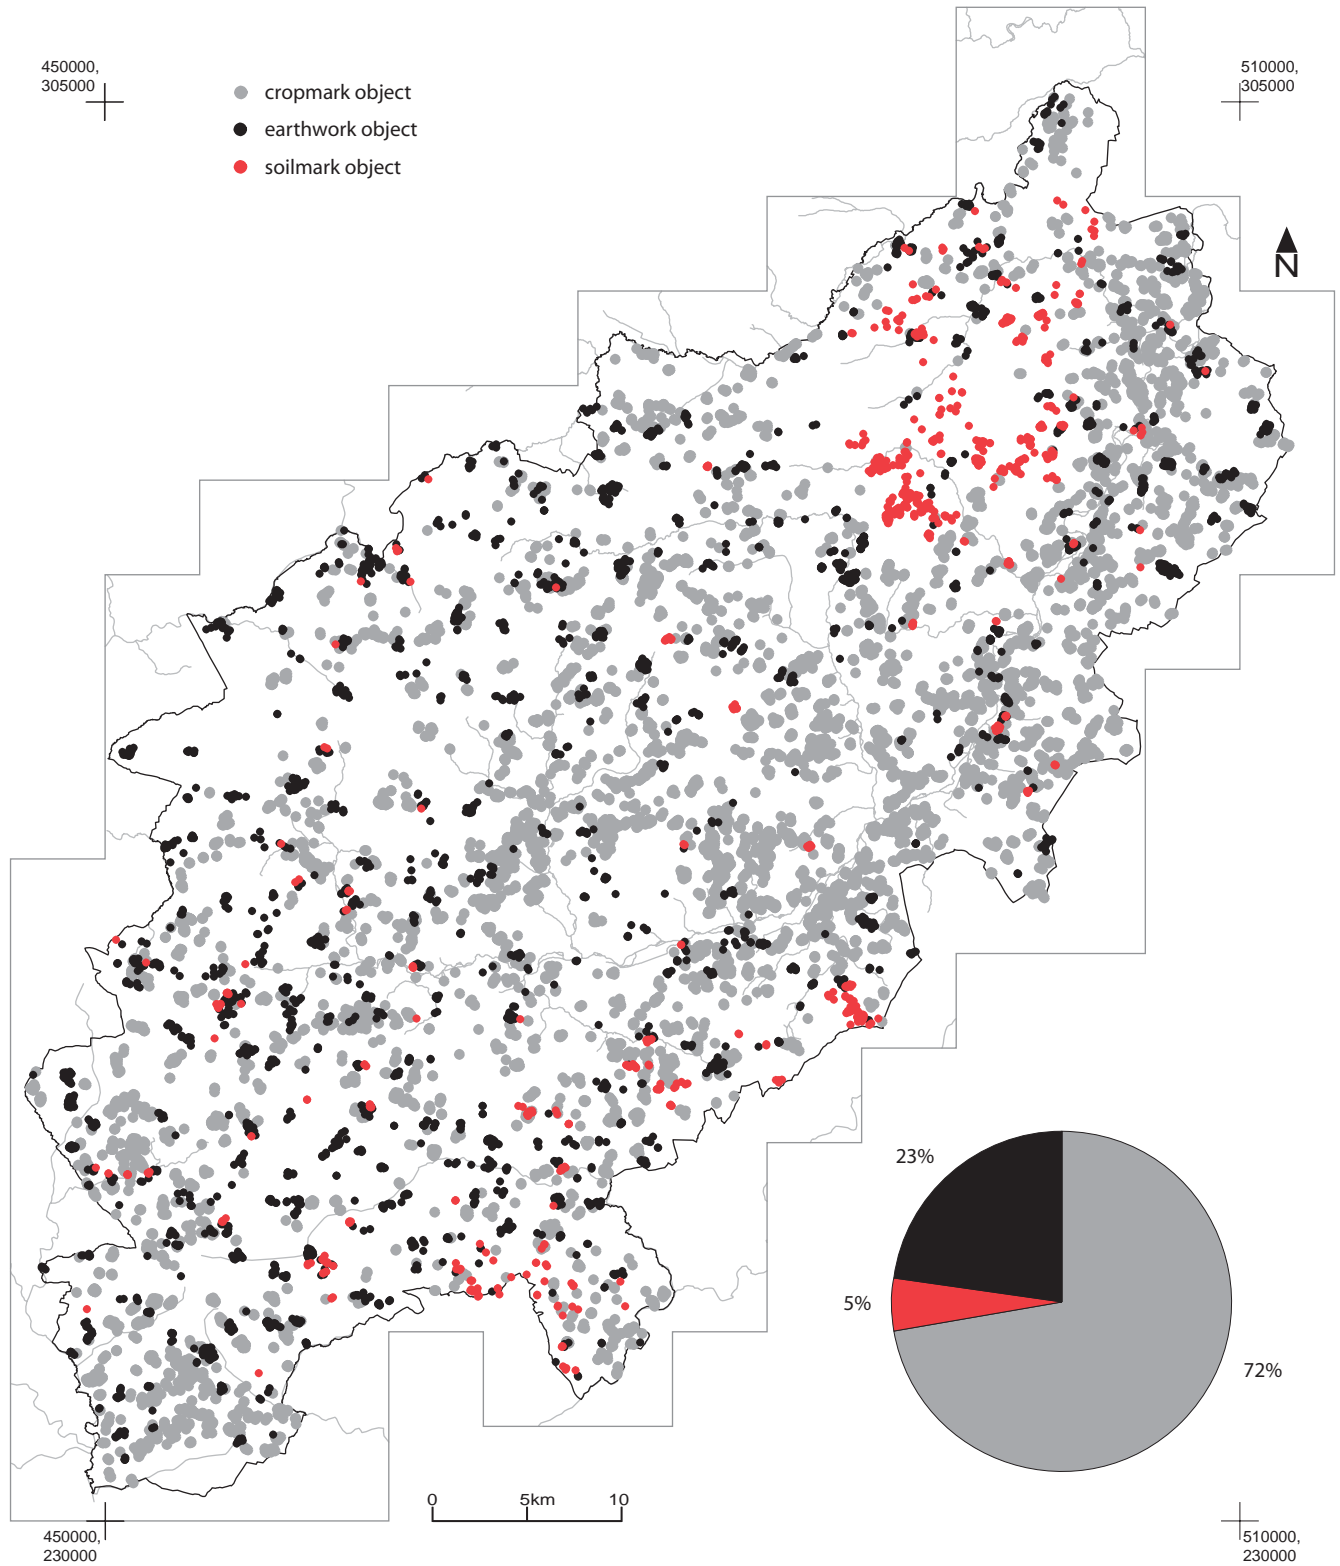 450000,
305000
cropmark object
earthwork object
soilmark object
510000,
305000
N
23%
5%
72%
0 5km 10
450000,
230000
510000,
230000